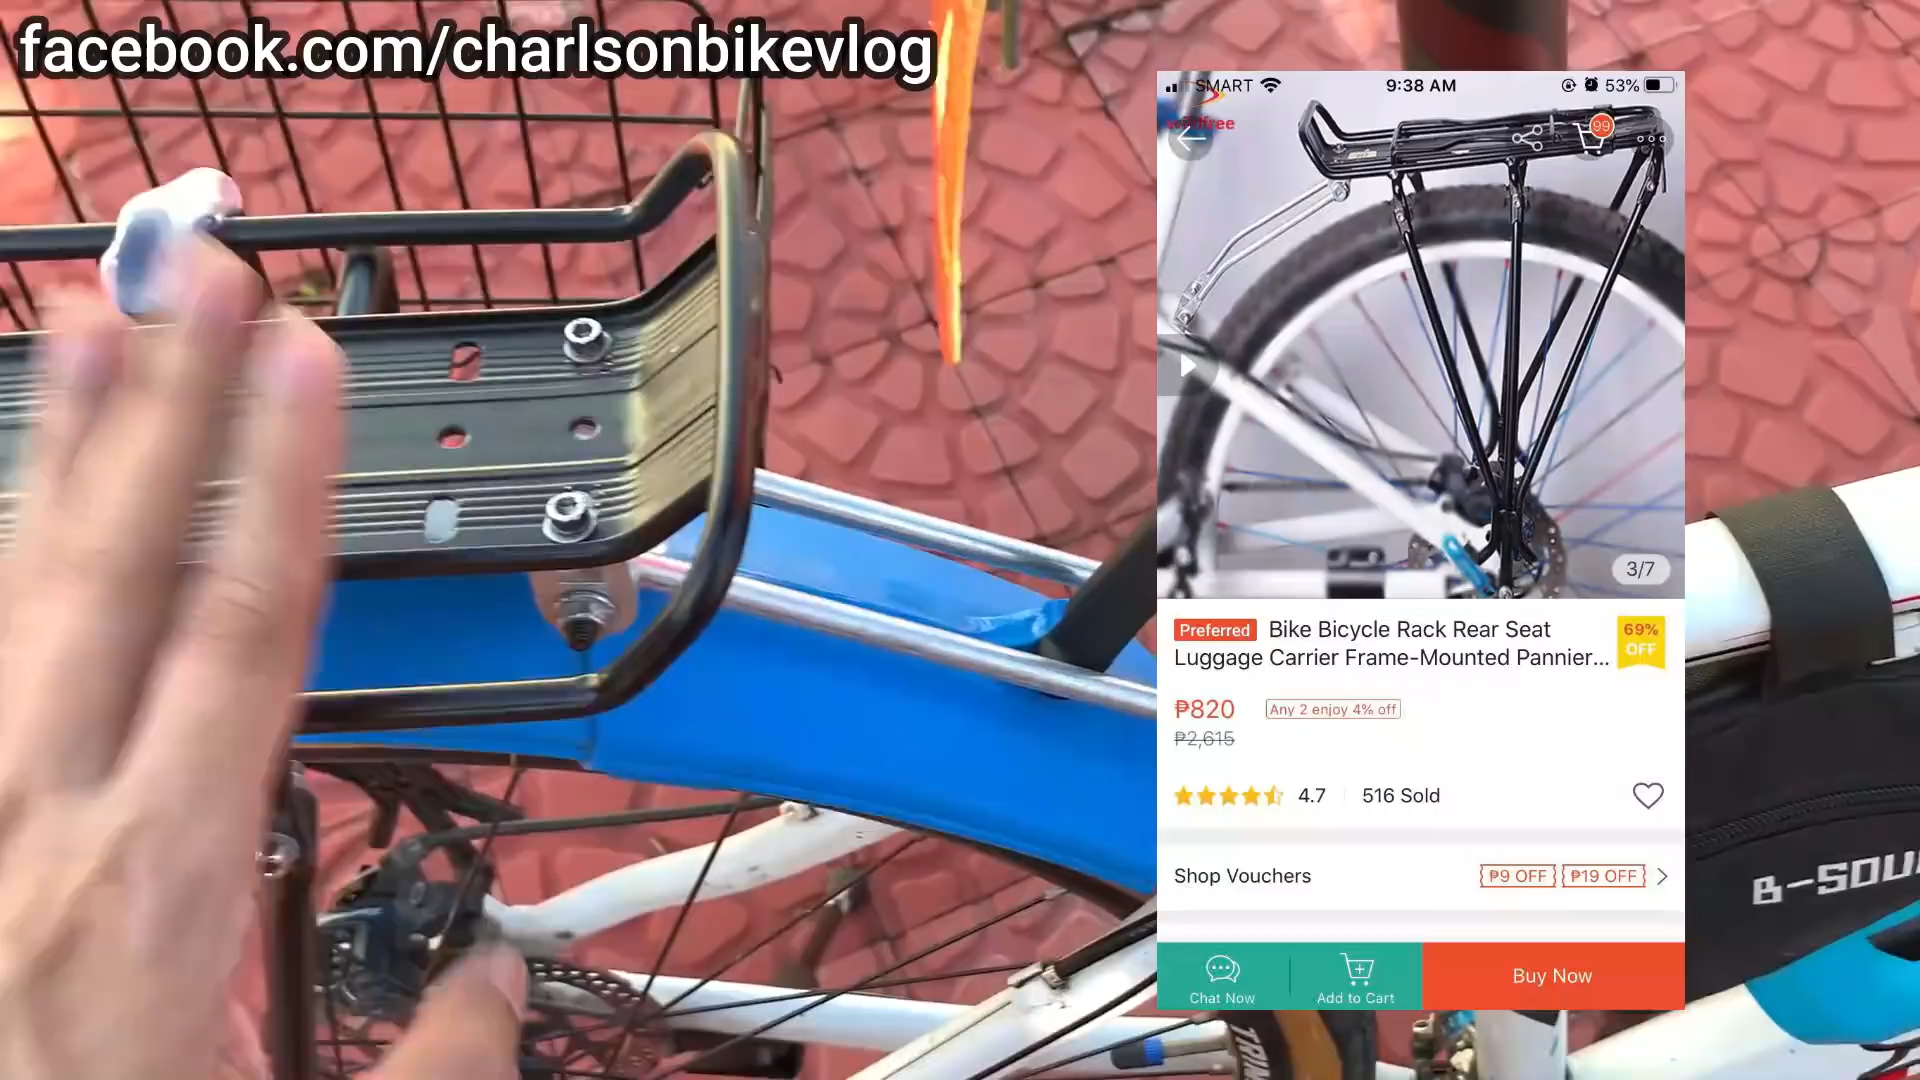 facebook.com/charlsonbikevlog
SMART
9:38 AM
53%
99
3/7
Preferred Bike Bicycle Rack Rear Seat
Luggage Carrier Frame-Mounted Pannier...
69%
OFF
₱820
Any 2 enjoy 4% off
₱2,615
4.7
516 Sold
Shop Vouchers
₱9 OFF
₱19 OFF
Chat Now
Add to Cart
Buy Now
B-SOU
TRIN